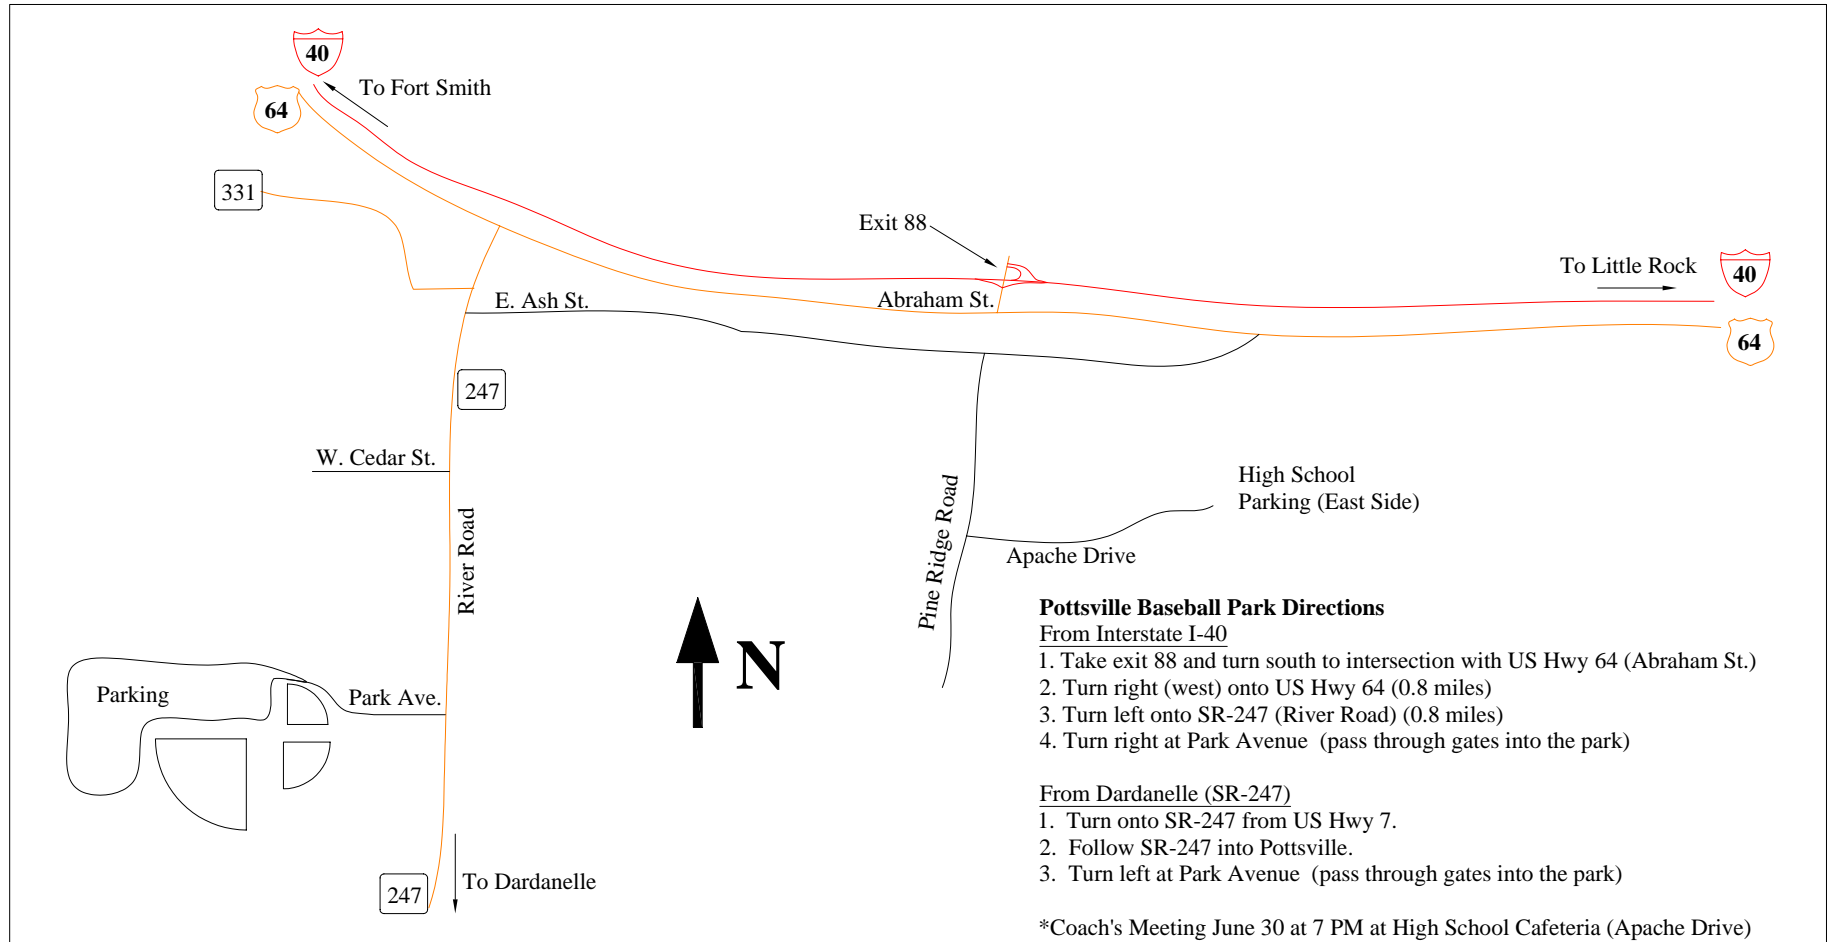 40
To Fort Smith
64
331
Exit 88
To Little Rock
40
E. Ash St.
Abraham St.
64
247
W. Cedar St.
River Road
Pine Ridge Road
High School
Parking (East Side)
Apache Drive
N
Parking
Park Ave.
247
To Dardanelle
Pottsville Baseball Park Directions
From Interstate I-40
1. Take exit 88 and turn south to intersection with US Hwy 64 (Abraham St.)
2. Turn right (west) onto US Hwy 64 (0.8 miles)
3. Turn left onto SR-247 (River Road) (0.8 miles)
4. Turn right at Park Avenue (pass through gates into the park)
From Dardanelle (SR-247)
1. Turn onto SR-247 from US Hwy 7.
2. Follow SR-247 into Pottsville.
3. Turn left at Park Avenue (pass through gates into the park)
*Coach's Meeting June 30 at 7 PM at High School Cafeteria (Apache Drive)